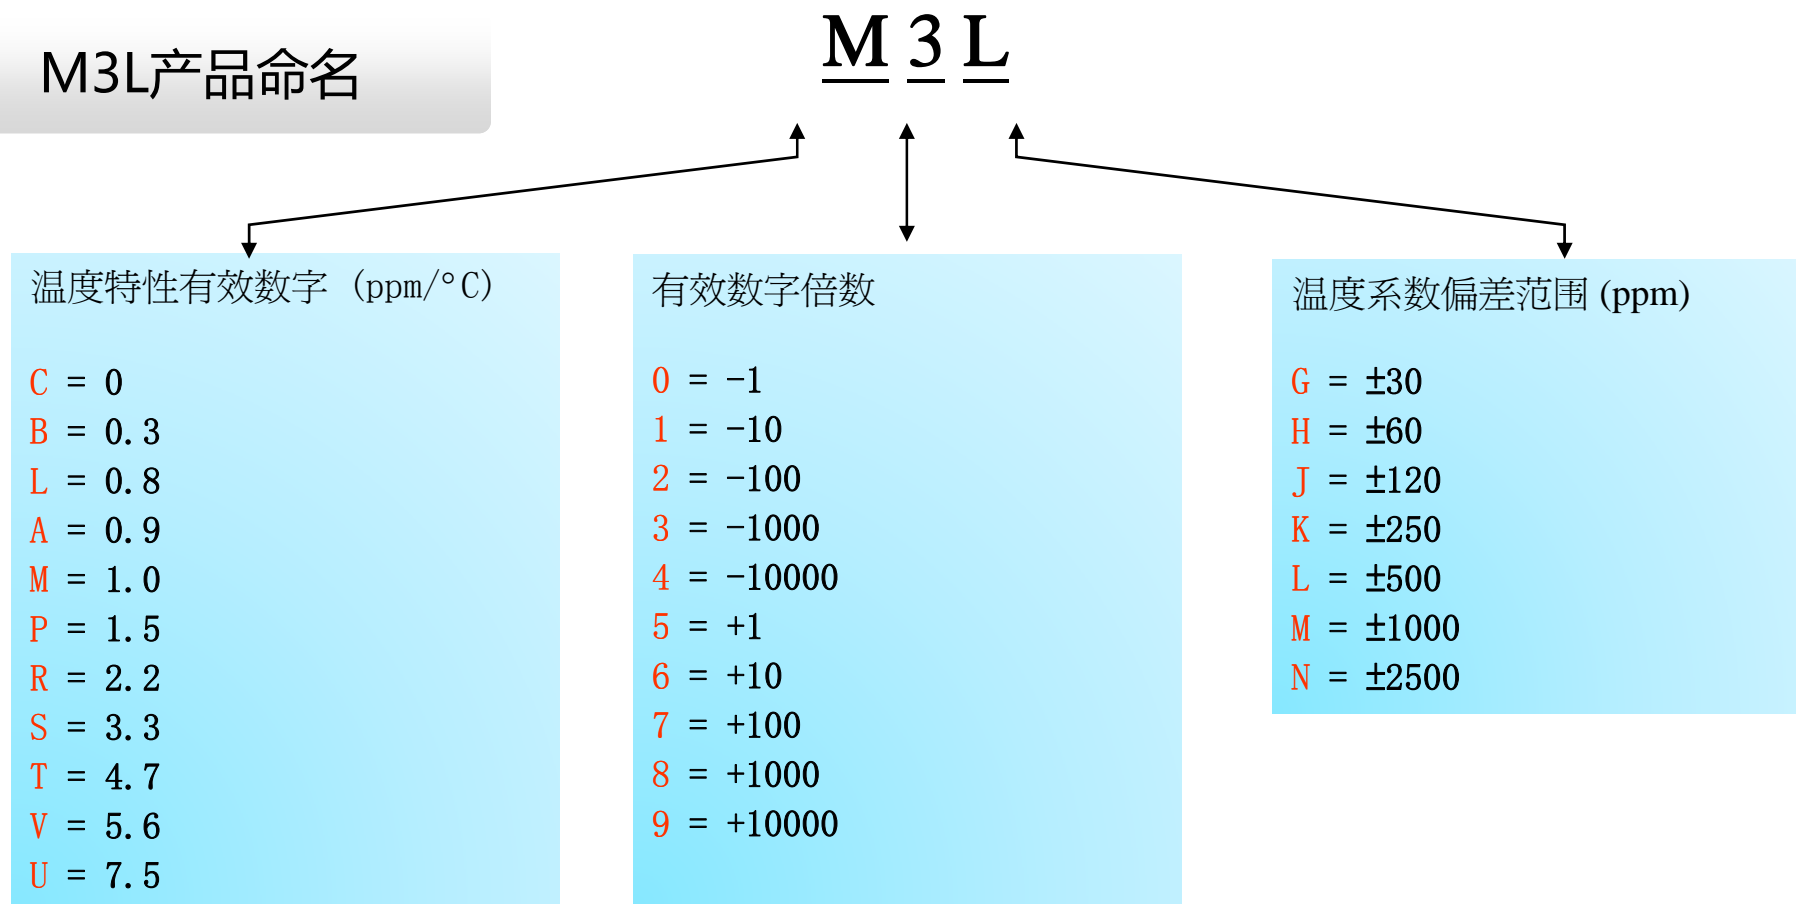 M3L产品命名
M 3 L
温度特性有效数字 (ppm/°C)
C = 0
B = 0.3
L = 0.8
A = 0.9
M = 1.0
P = 1.5
R = 2.2
S = 3.3
T = 4.7
V = 5.6
U = 7.5
有效数字倍数
0 = -1
1 = -10
2 = -100
3 = -1000
4 = -10000
5 = +1
6 = +10
7 = +100
8 = +1000
9 = +10000
温度系数偏差范围 (ppm)
G = ±30
H = ±60
J = ±120
K = ±250
L = ±500
M = ±1000
N = ±2500